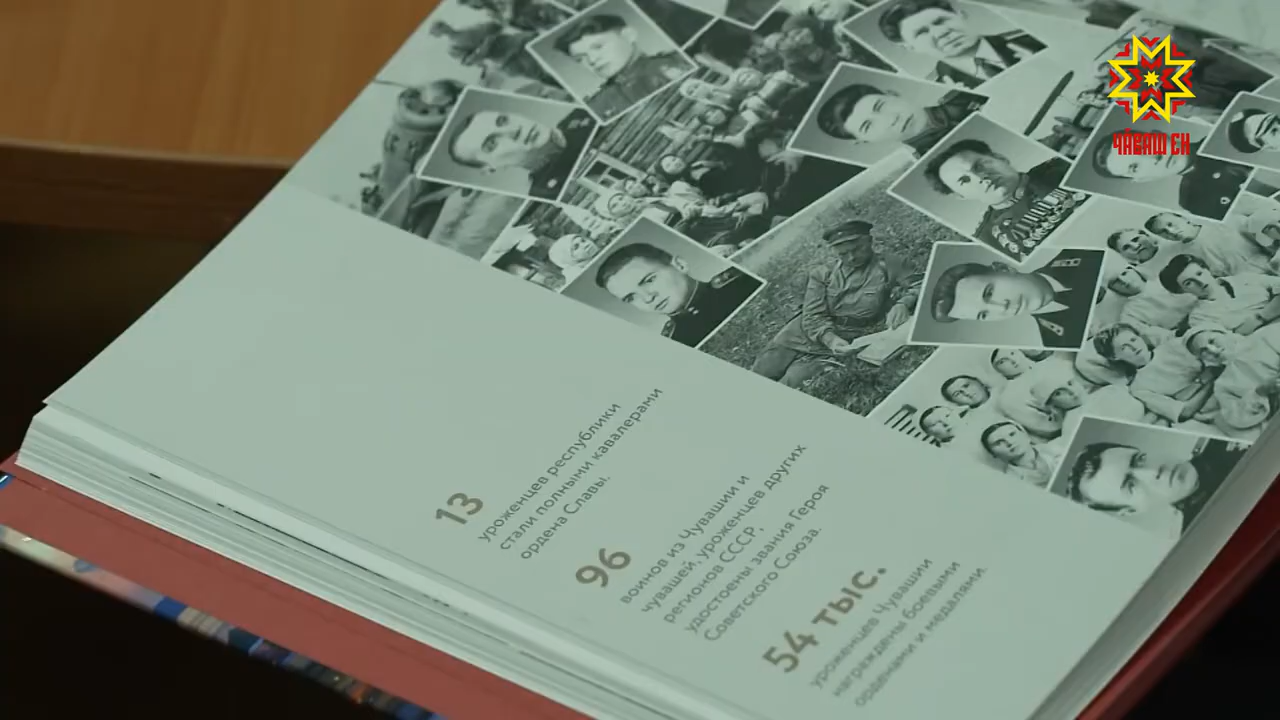 ЧӐВАШ ЕН
13
уроженцев республики
стали полными кавалерами
ордена Славы.
96
воинов из Чувашии и
чувашей, уроженцев других
регионов СССР,
удостоены звания Героя
Советского Союза.
54 тыс.
уроженцев Чувашии
награждены боевыми
орденами и медалями.